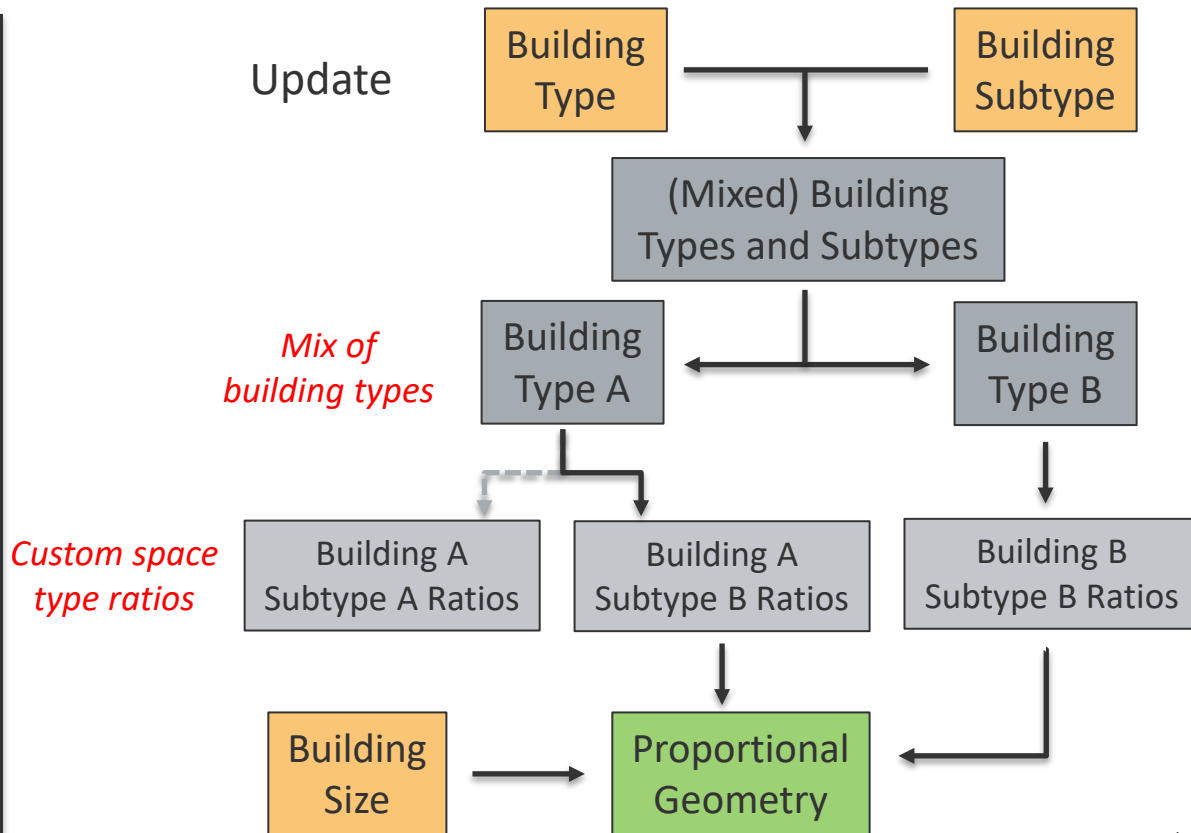 Update
Building
Type
Building
Subtype
(Mixed) Building
Types and Subtypes
Mix of
building types
Building
Type A
Building
Type B
Custom space
type ratios
Building A
Subtype A Ratios
Building A
Subtype B Ratios
Building B
Subtype B Ratios
Building
Size
Proportional
Geometry